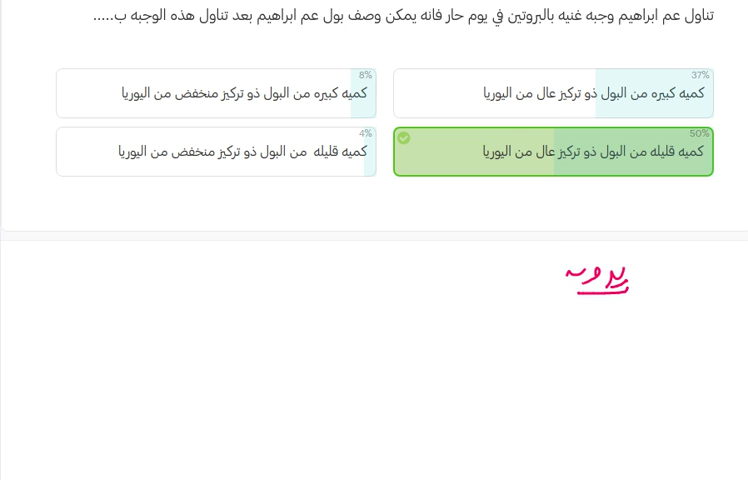 تناول عم ابراهيم وجبه غنيه بالبروتين في يوم حار فانه يمكن وصف بول عم ابراهيم بعد تناول هذه الوجبه ب.....
37%
كميه كبيره من البول ذو تركيز عال من اليوريا
8%
كميه كبيره من البول ذو تركيز منخفض من اليوريا
50%
كميه قليله من البول ذو تركيز عال من اليوريا
4%
كميه قليله من البول ذو تركيز منخفض من اليوريا